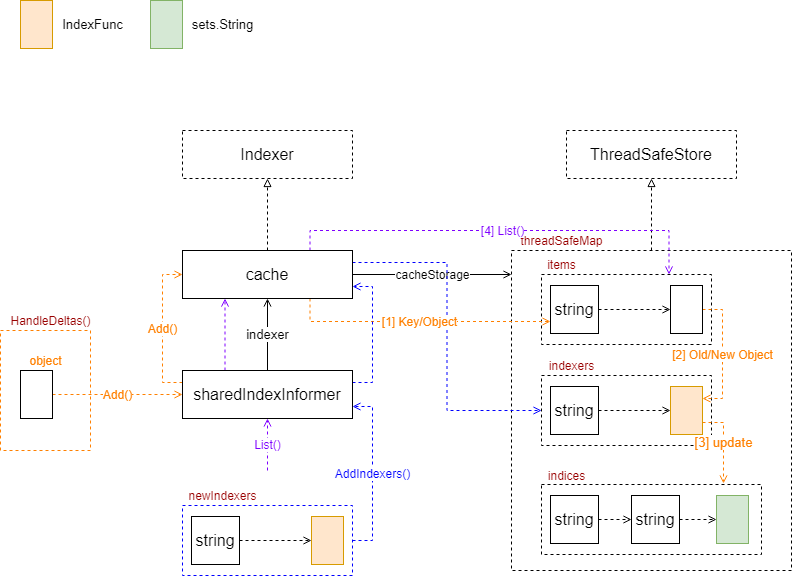 IndexFunc
sets.String
Indexer
ThreadSafeStore
[4] List()
threadSafeMap
cache
cacheStorage
items
string
HandleDeltas()
Add()
indexer
[1] Key/Object
object
[2] Old/New Object
indexers
Add()
sharedIndexInformer
string
List()
[3] update
AddIndexers()
indices
newIndexers
string
string
string